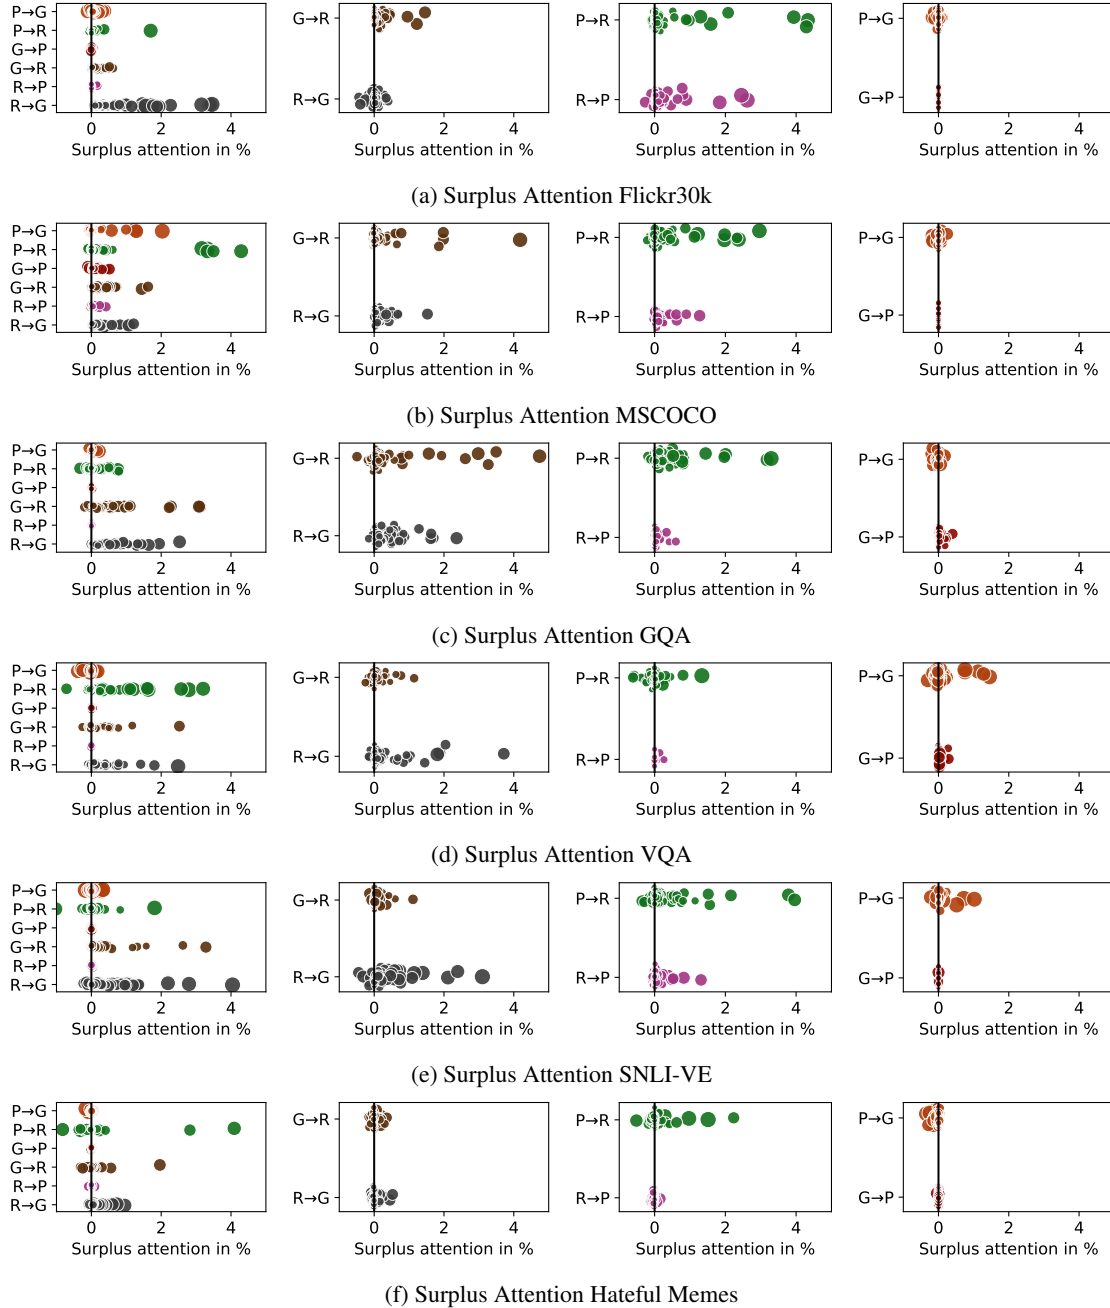 P→G
P→R
G→P
G→R
R→P
R→G
0 2 4
Surplus attention in %
G→R
R→G
0 2 4
Surplus attention in %
P→R
R→P
0 2 4
Surplus attention in %
P→G
G→P
0 2 4
Surplus attention in %
(a) Surplus Attention Flickr30k
P→G
P→R
G→P
G→R
R→P
R→G
0 2 4
Surplus attention in %
G→R
R→G
0 2 4
Surplus attention in %
P→R
R→P
0 2 4
Surplus attention in %
P→G
G→P
0 2 4
Surplus attention in %
(b) Surplus Attention MSCOCO
P→G
P→R
G→P
G→R
R→P
R→G
0 2 4
Surplus attention in %
G→R
R→G
0 2 4
Surplus attention in %
P→R
R→P
0 2 4
Surplus attention in %
P→G
G→P
0 2 4
Surplus attention in %
(c) Surplus Attention GQA
P→G
P→R
G→P
G→R
R→P
R→G
0 2 4
Surplus attention in %
G→R
R→G
0 2 4
Surplus attention in %
P→R
R→P
0 2 4
Surplus attention in %
P→G
G→P
0 2 4
Surplus attention in %
(d) Surplus Attention VQA
P→G
P→R
G→P
G→R
R→P
R→G
0 2 4
Surplus attention in %
G→R
R→G
0 2 4
Surplus attention in %
P→R
R→P
0 2 4
Surplus attention in %
P→G
G→P
0 2 4
Surplus attention in %
(e) Surplus Attention SNLI-VE
P→G
P→R
G→P
G→R
R→P
R→G
0 2 4
Surplus attention in %
G→R
R→G
0 2 4
Surplus attention in %
P→R
R→P
0 2 4
Surplus attention in %
P→G
G→P
0 2 4
Surplus attention in %
(f) Surplus Attention Hateful Memes